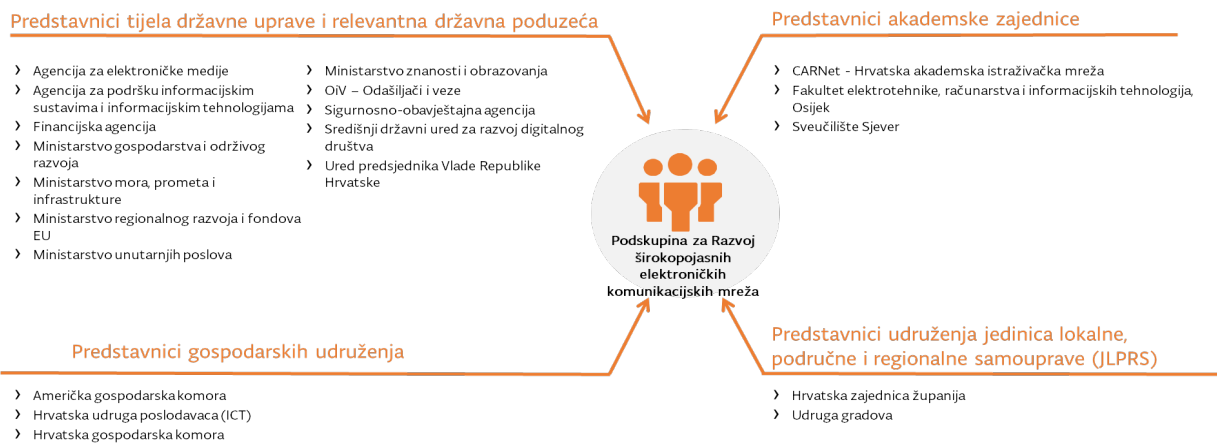 Predstavnici tijela državne uprave i relevantna državna poduzeća
Agencija za elektroničke medije
Agencija za podršku informacijskim
sustavima i informacijskim tehnologijama
Financijska agencija
Ministarstvo gospodarstva i održivog
razvoja
Ministarstvo mora, prometa i
infrastrukture
Ministarstvo regionalnog razvoja i fondova
EU
Ministarstvo unutarnjih poslova
Ministarstvo znanosti i obrazovanja
OiV – Odašiljači i veze
Sigurnosno-obavještajna agencija
Središnji državni ured za razvoj digitalnog
društva
Ured predsjednika Vlade Republike
Hrvatske
Predstavnici akademske zajednice
CARNet - Hrvatska akademska istraživačka mreža
Fakultet elektrotehnike, računarstva i informacijskih tehnologija,
Osijek
Sveučilište Sjever
Podskupina za Razvoj
širokopojasnih
elektroničkih
komunikacijskih mreža
Predstavnici gospodarskih udruženja
Američka gospodarska komora
Hrvatska udruga poslodavaca (ICT)
Hrvatska gospodarska komora
Predstavnici udruženja jedinica lokalne,
područne i regionalne samouprave (JLPRS)
Hrvatska zajednica županija
Udruga gradova